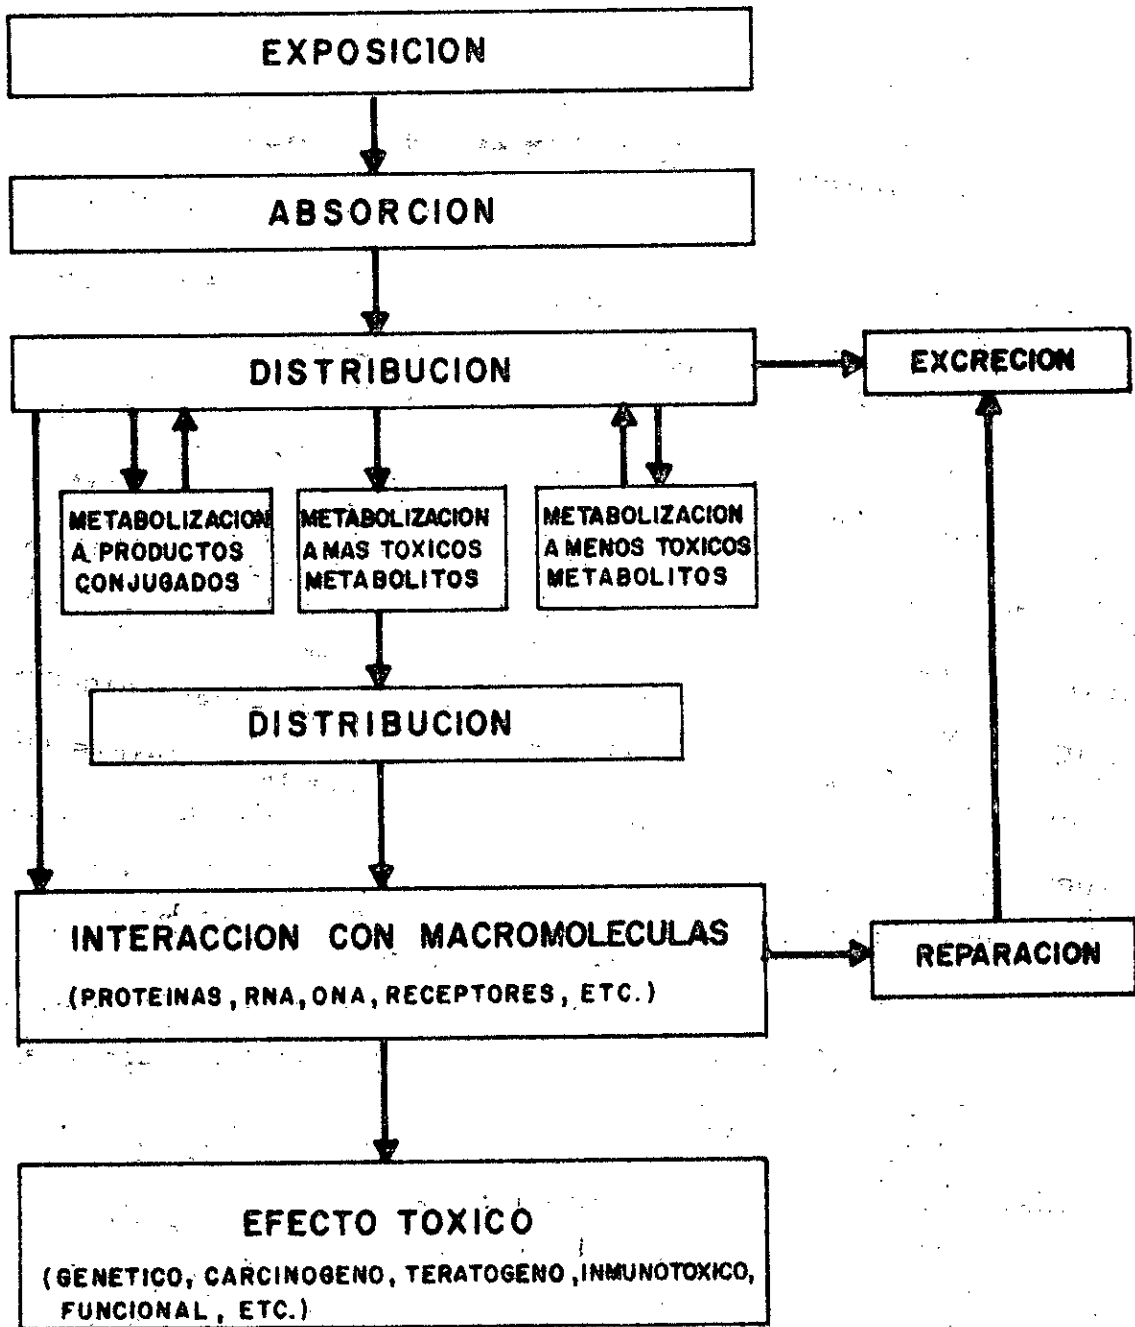 EXPOSICION
ABSORCION
DISTRIBUCION
EXCRECION
METABOLIZACION
A PRODUCTOS
CONJUGADOS
METABOLIZACION
A MAS TOXICOS
METABOLITOS
METABOLIZACION
A MENOS TOXICOS
METABOLITOS
DISTRIBUCION
INTERACCION CON MACROMOLECULAS
(PROTEINAS, RNA, ONA, RECEPTORES, ETC.)
REPARACION
EFECTO TOXICO
(GENETICO, CARCINOGENO, TERATOGENO, INMUNOTOXICO,
FUNCIONAL, ETC.)